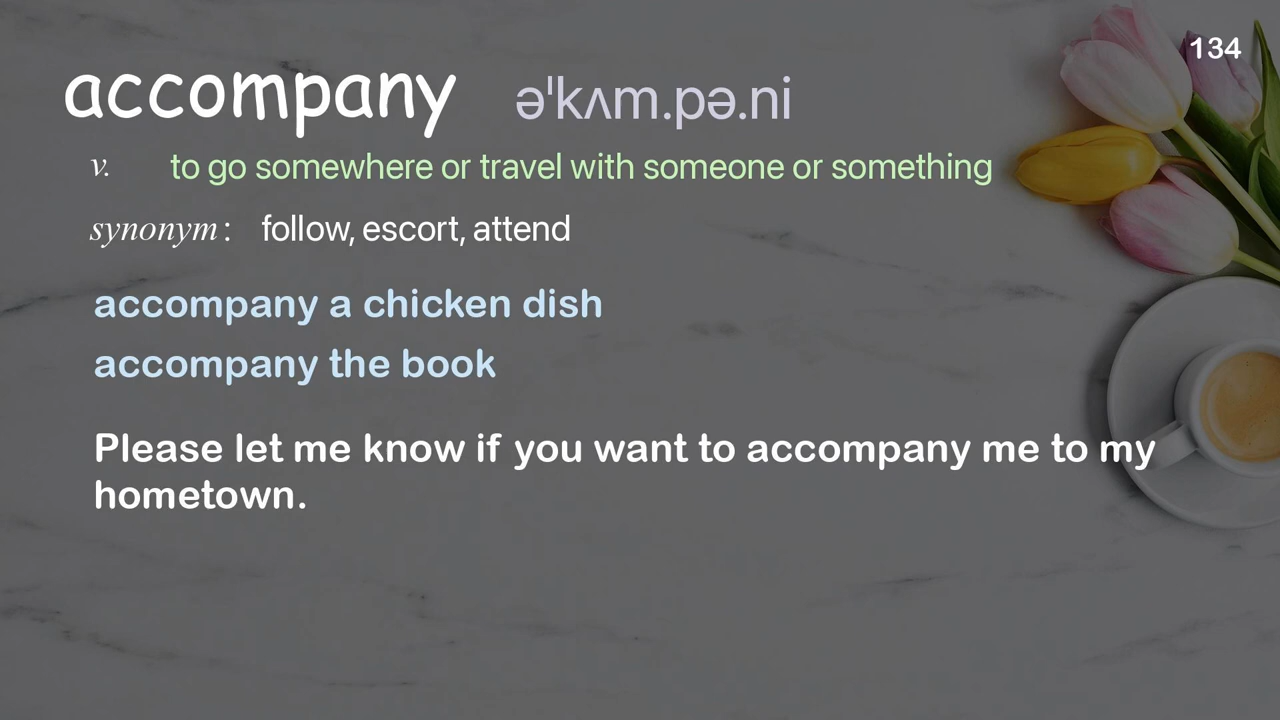 134
accompany əˈkʌm.pə.ni
v. to go somewhere or travel with someone or something
synonym: follow, escort, attend
accompany a chicken dish
accompany the book
Please let me know if you want to accompany me to my
hometown.